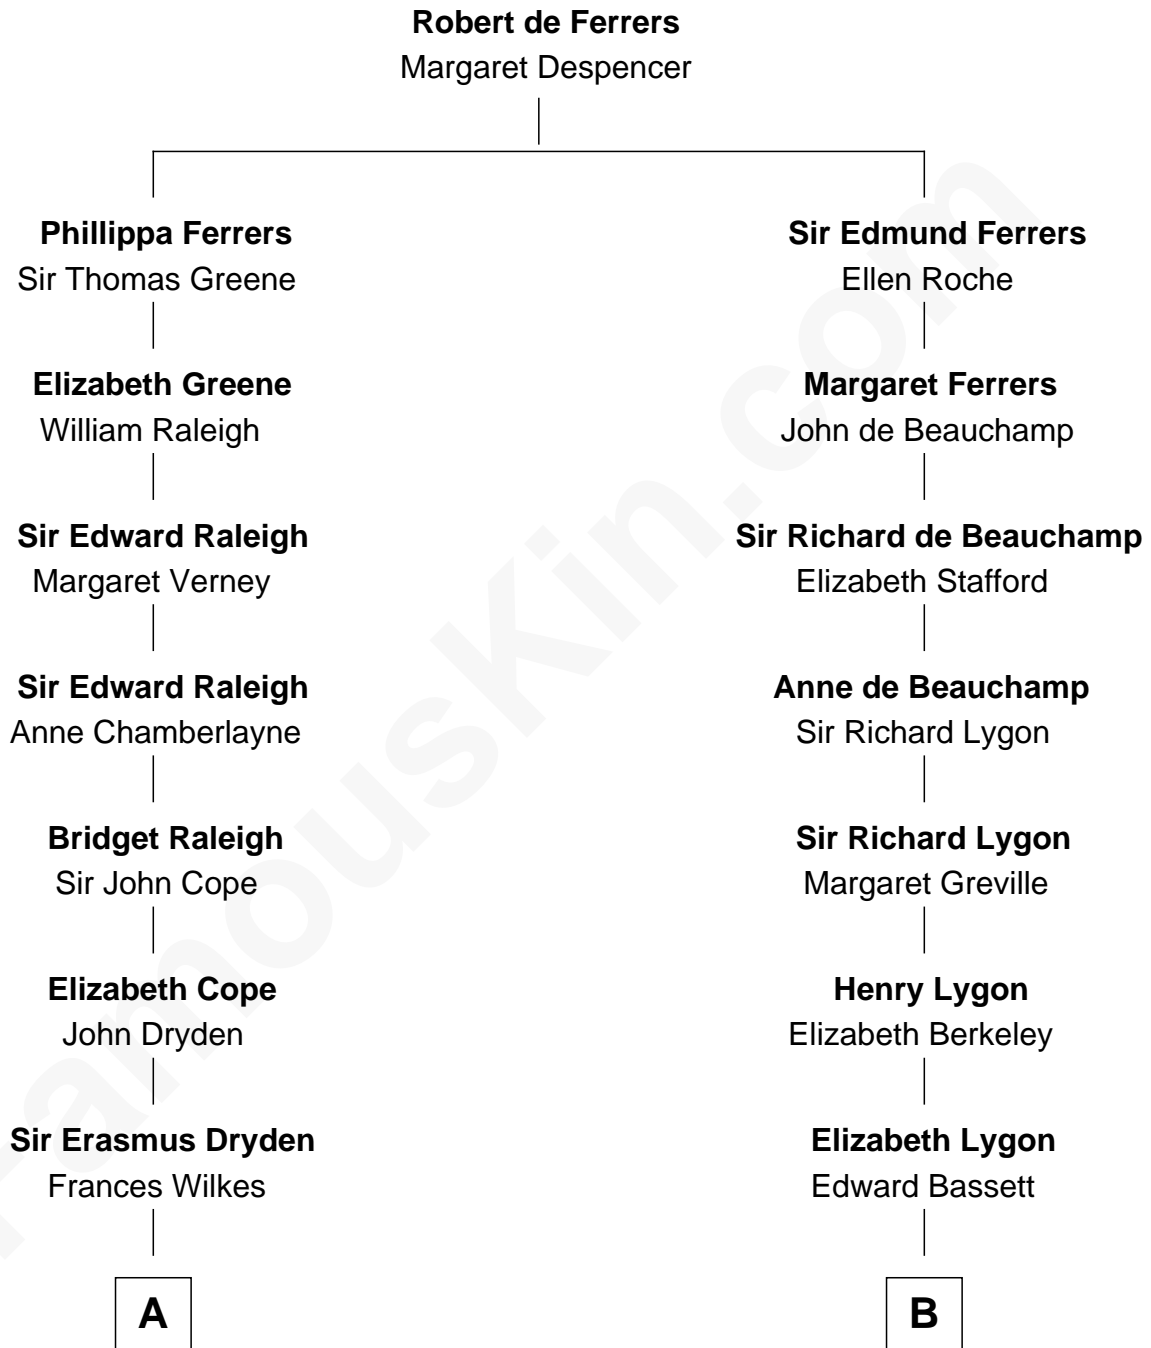 Robert de Ferrers
Margaret Despencer
Phillippa Ferrers
Sir Thomas Greene
Sir Edmund Ferrers
Ellen Roche
Elizabeth Greene
William Raleigh
Margaret Ferrers
John de Beauchamp
Sir Edward Raleigh
Margaret Verney
Sir Richard de Beauchamp
Elizabeth Stafford
Sir Edward Raleigh
Anne Chamberlayne
Anne de Beauchamp
Sir Richard Lygon
Bridget Raleigh
Sir John Cope
Sir Richard Lygon
Margaret Greville
Elizabeth Cope
John Dryden
Henry Lygon
Elizabeth Berkeley
Sir Erasmus Dryden
Frances Wilkes
Elizabeth Lygon
Edward Bassett
A
B
FamousKin.com